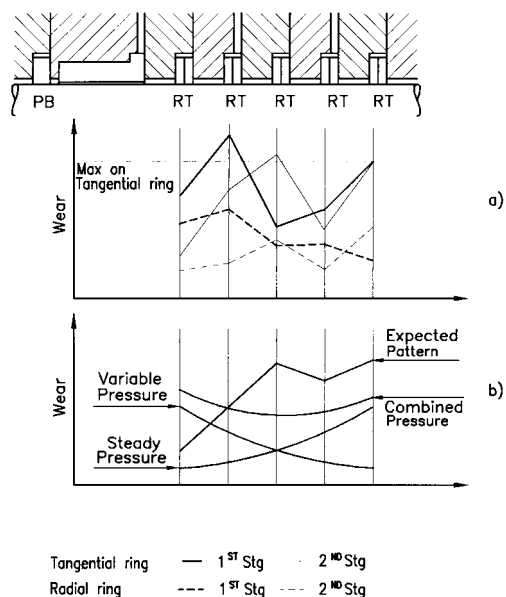 PB RT RT RT RT RT
Max on
Tangential ring
Wear
a)
Expected
Pattern
Variable
Pressure
b)
Wear
Combined
Pressure
Steady
Pressure
Tangential ring 1ST Stg 2ND Stg
Radial ring 1ST Stg 2ND Stg